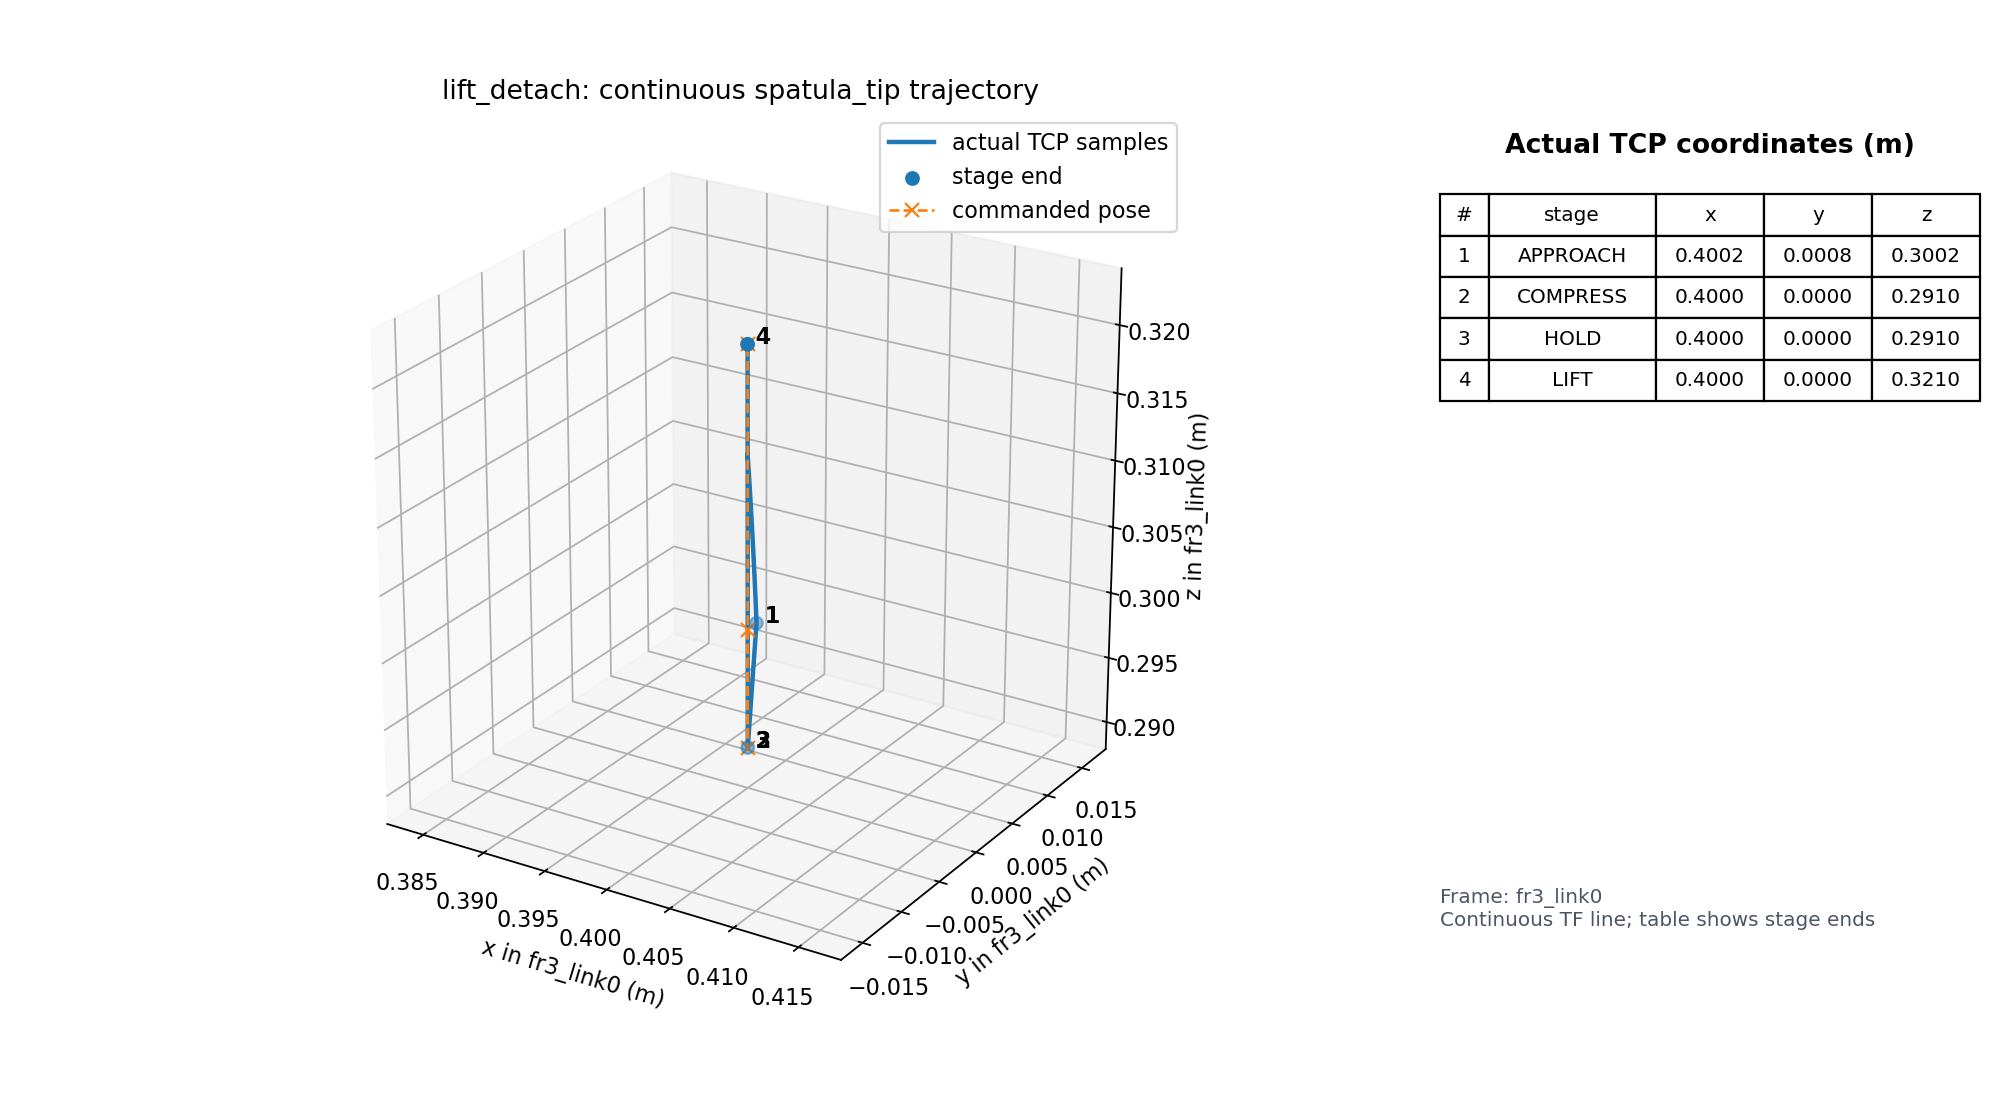 lift_detach: continuous spatula_tip trajectory
actual TCP samples
stage end
commanded pose
4
1
3
2
0.320
0.315
0.310
0.305
0.300
0.295
0.290
z in fr3_link0 (m)
0.385
0.390
0.395
0.400
0.405
0.410
0.415
x in fr3_link0 (m)
0.015
0.010
0.005
0.000
−0.005
−0.010
−0.015
y in fr3_link0 (m)
Actual TCP coordinates (m)
# stage x y z
1 APPROACH 0.4002 0.0008 0.3002
2 COMPRESS 0.4000 0.0000 0.2910
3 HOLD 0.4000 0.0000 0.2910
4 LIFT 0.4000 0.0000 0.3210
Frame: fr3_link0
Continuous TF line; table shows stage ends